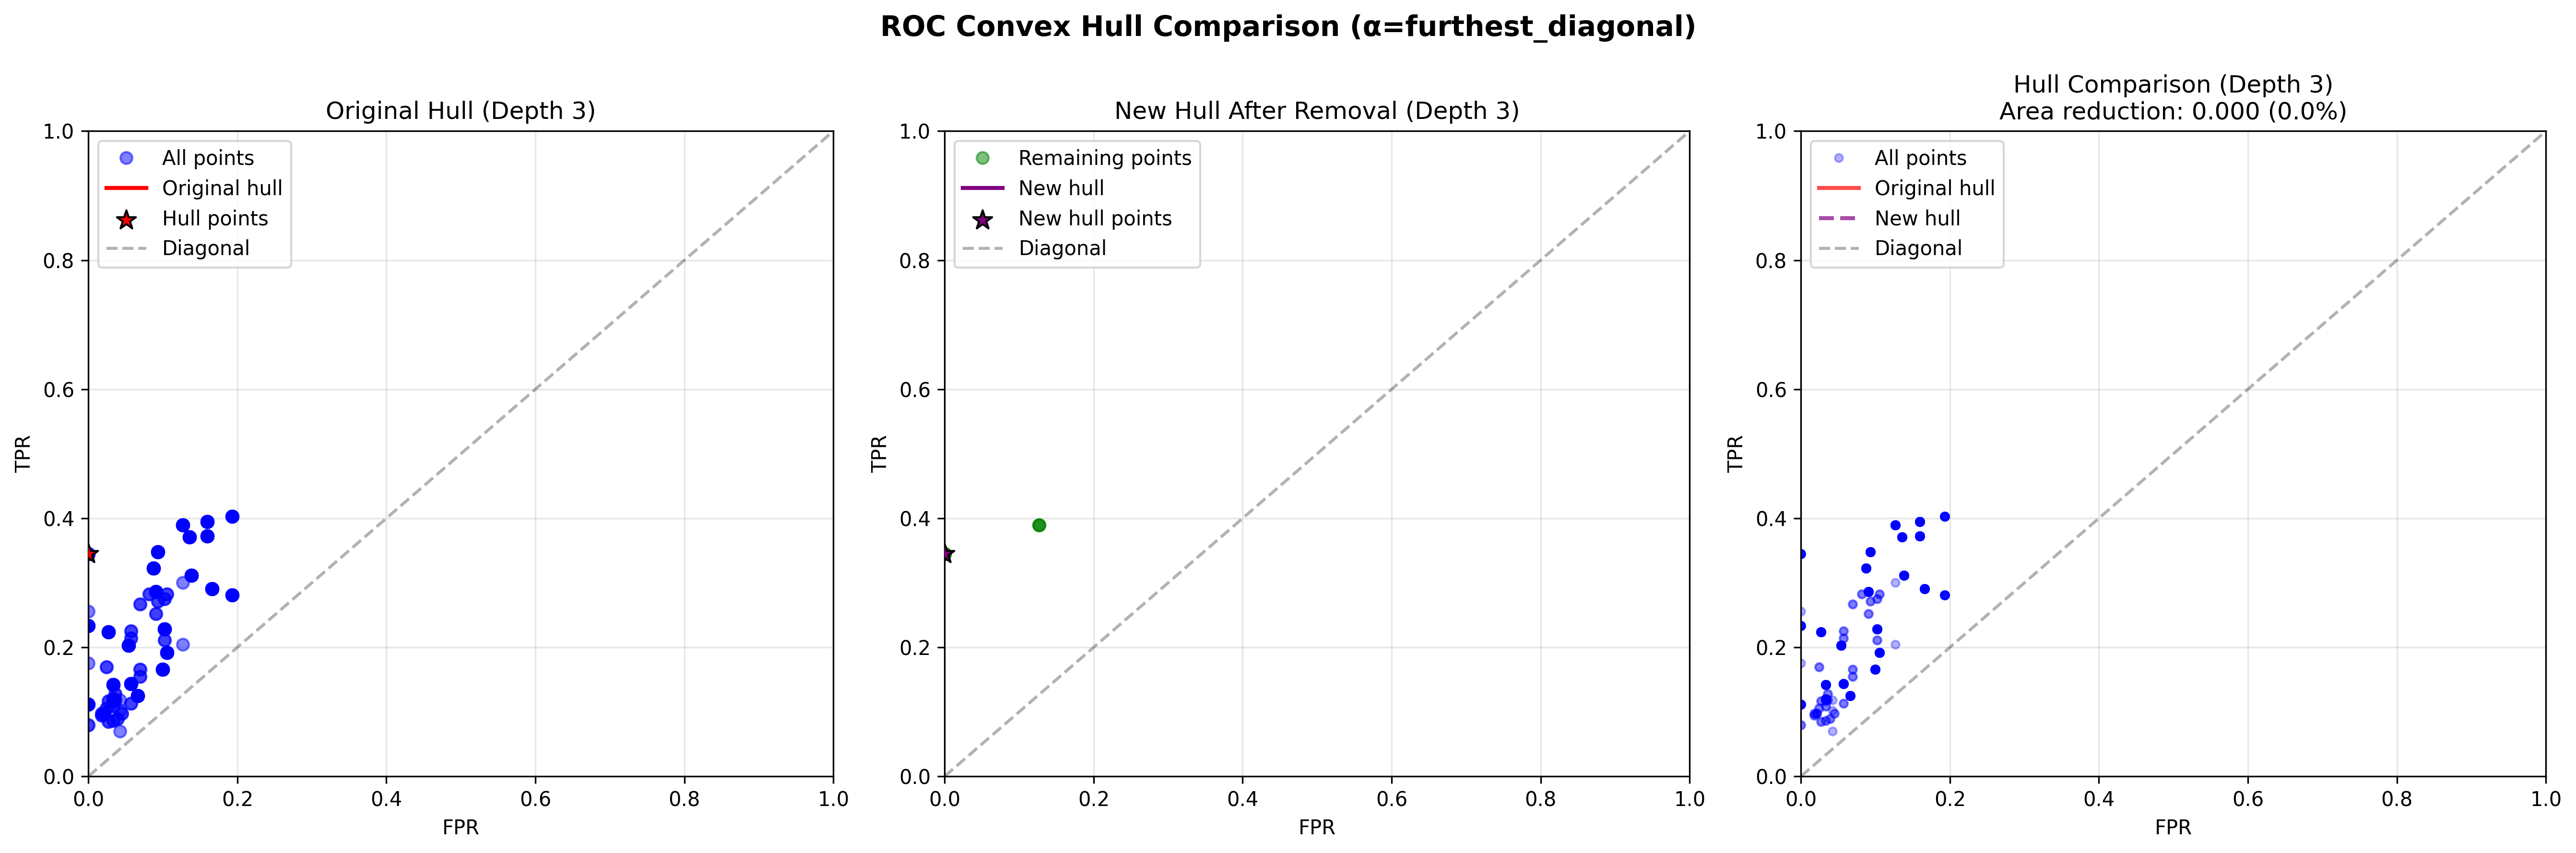 ROC Convex Hull Comparison (α=furthest_diagonal)
Original Hull (Depth 3)
1.0
0.8
0.6
0.4
0.2
0.0
TPR
All points
Original hull
Hull points
Diagonal
0.0 0.2 0.4 0.6 0.8 1.0
FPR
New Hull After Removal (Depth 3)
1.0
0.8
0.6
0.4
0.2
0.0
TPR
Remaining points
New hull
New hull points
Diagonal
0.0 0.2 0.4 0.6 0.8 1.0
FPR
Hull Comparison (Depth 3)
Area reduction: 0.000 (0.0%)
1.0
0.8
0.6
0.4
0.2
0.0
TPR
All points
Original hull
New hull
Diagonal
0.0 0.2 0.4 0.6 0.8 1.0
FPR